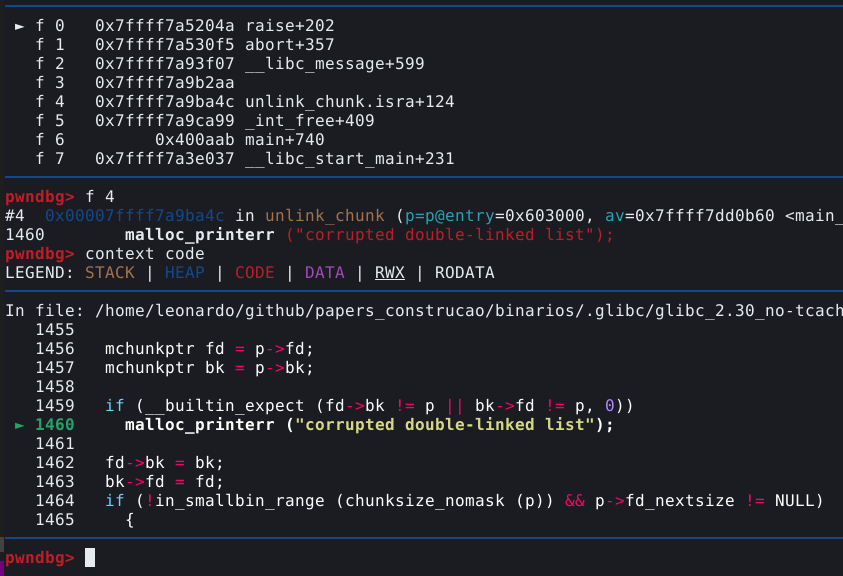 ► f 0   0x7ffff7a5204a raise+202
f 1   0x7ffff7a530f5 abort+357
f 2   0x7ffff7a93f07 __libc_message+599
f 3   0x7ffff7a9b2aa
f 4   0x7ffff7a9ba4c unlink_chunk.isra+124
f 5   0x7ffff7a9ca99 _int_free+409
f 6         0x400aab main+740
f 7   0x7ffff7a3e037 __libc_start_main+231
pwndbg> f 4
#4  0x00007ffff7a9ba4c in unlink_chunk (p=p@entry=0x603000, av=0x7ffff7dd0b60 <main_
1460        malloc_printerr ("corrupted double-linked list");
pwndbg> context code
LEGEND: STACK | HEAP | CODE | DATA | RWX | RODATA
In file: /home/leonardo/github/papers_construcao/binarios/.glibc/glibc_2.30_no-tcach
1455
1456   mchunkptr fd = p->fd;
1457   mchunkptr bk = p->bk;
1458
1459   if (__builtin_expect (fd->bk != p || bk->fd != p, 0))
► 1460     malloc_printerr ("corrupted double-linked list");
1461
1462   fd->bk = bk;
1463   bk->fd = fd;
1464   if (!in_smallbin_range (chunksize_nomask (p)) && p->fd_nextsize != NULL)
1465     {
pwndbg>